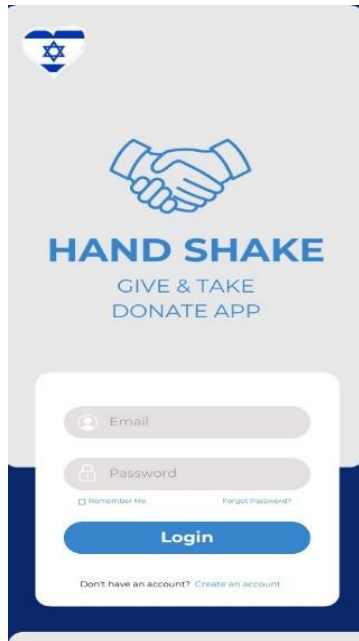 HAND SHAKE
GIVE & TAKE
DONATE APP
Email
Password
Remember Me Forget Password?
Login
Don't have an account? Create an account